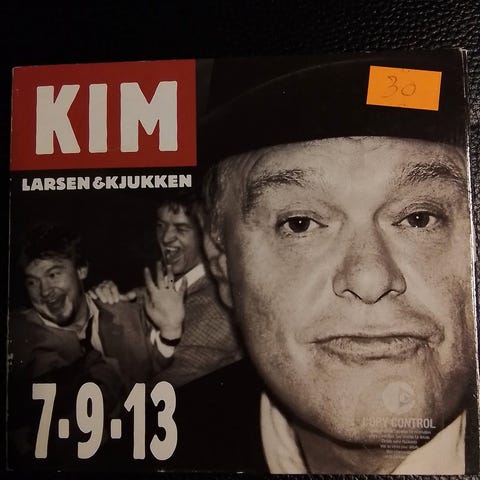 30
KIM
LARSEN & KJUKKEN
7-9-13
COPY CONTROL